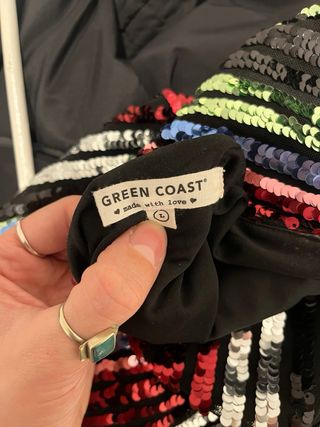 GREEN COAST®
♥ made with love ♥
L